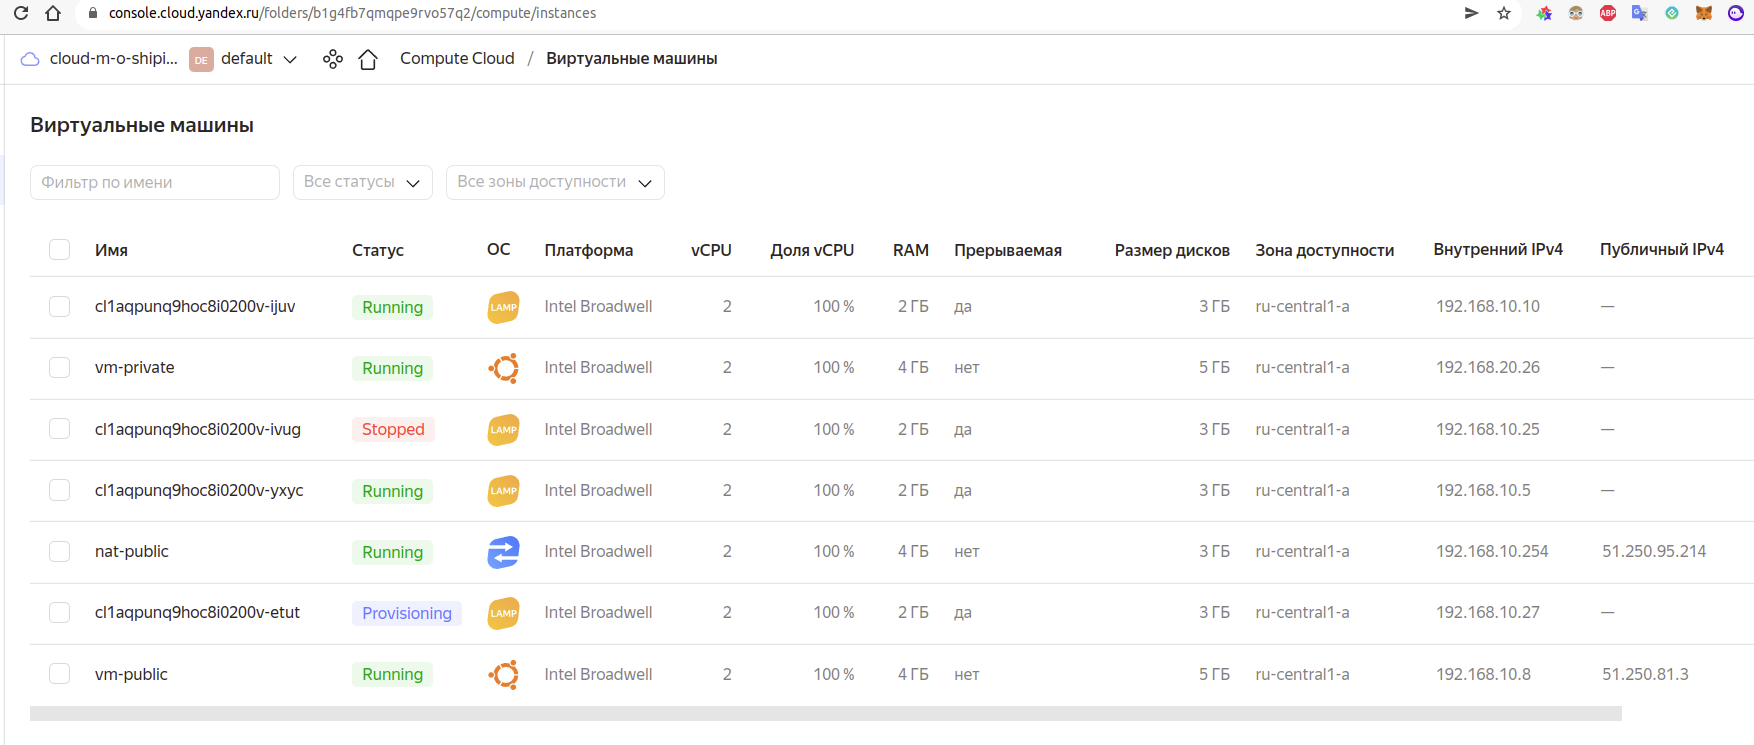 console.cloud.yandex.ru/folders/b1g4fb7qmqpe9rvo57q2/compute/instances ABP G
cloud-m-o-shipi... DE default Compute Cloud / Виртуальные машины
Виртуальные машины
Фильтр по имени Все статусы Все зоны доступности
Имя Статус ОС Платформа vCPU Доля vCPU RAM Прерываемая Размер дисков Зона доступности Внутренний IPv4 Публичный IPv4
cl1aqpunq9hoc8i0200v-ijuv Running LAMP Intel Broadwell 2 100 % 2 ГБ да 3 ГБ ru-central1-a 192.168.10.10 —
vm-private Running Intel Broadwell 2 100 % 4 ГБ нет 5 ГБ ru-central1-a 192.168.20.26 —
cl1aqpunq9hoc8i0200v-ivug Stopped LAMP Intel Broadwell 2 100 % 2 ГБ да 3 ГБ ru-central1-a 192.168.10.25 —
cl1aqpunq9hoc8i0200v-yxyc Running LAMP Intel Broadwell 2 100 % 2 ГБ да 3 ГБ ru-central1-a 192.168.10.5 —
nat-public Running Intel Broadwell 2 100 % 4 ГБ нет 3 ГБ ru-central1-a 192.168.10.254 51.250.95.214
cl1aqpunq9hoc8i0200v-etut Provisioning LAMP Intel Broadwell 2 100 % 2 ГБ да 3 ГБ ru-central1-a 192.168.10.27 —
vm-public Running Intel Broadwell 2 100 % 4 ГБ нет 5 ГБ ru-central1-a 192.168.10.8 51.250.81.3